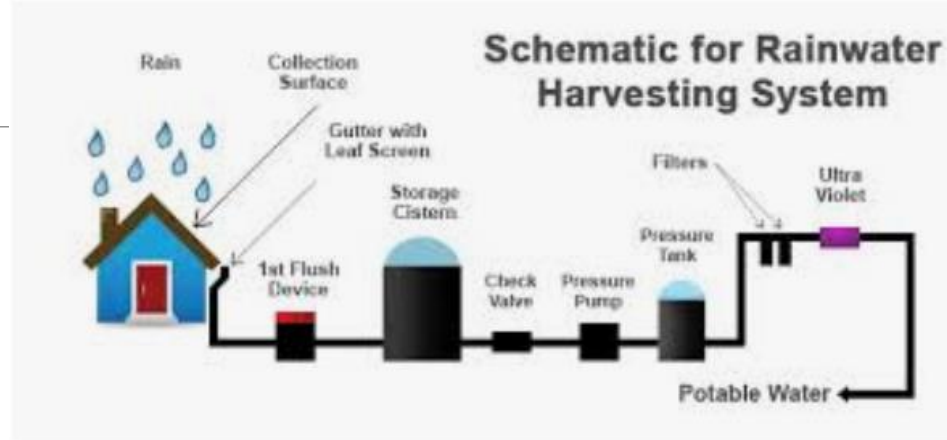 Schematic for Rainwater
Harvesting System
Rain
Collection
Surface
Gutter with
Leaf Screen
Storage
Cistern
1st Flush
Device
Check
Valve
Pressure
Pump
Pressure
Tank
Filters
Ultra
Violet
Potable Water